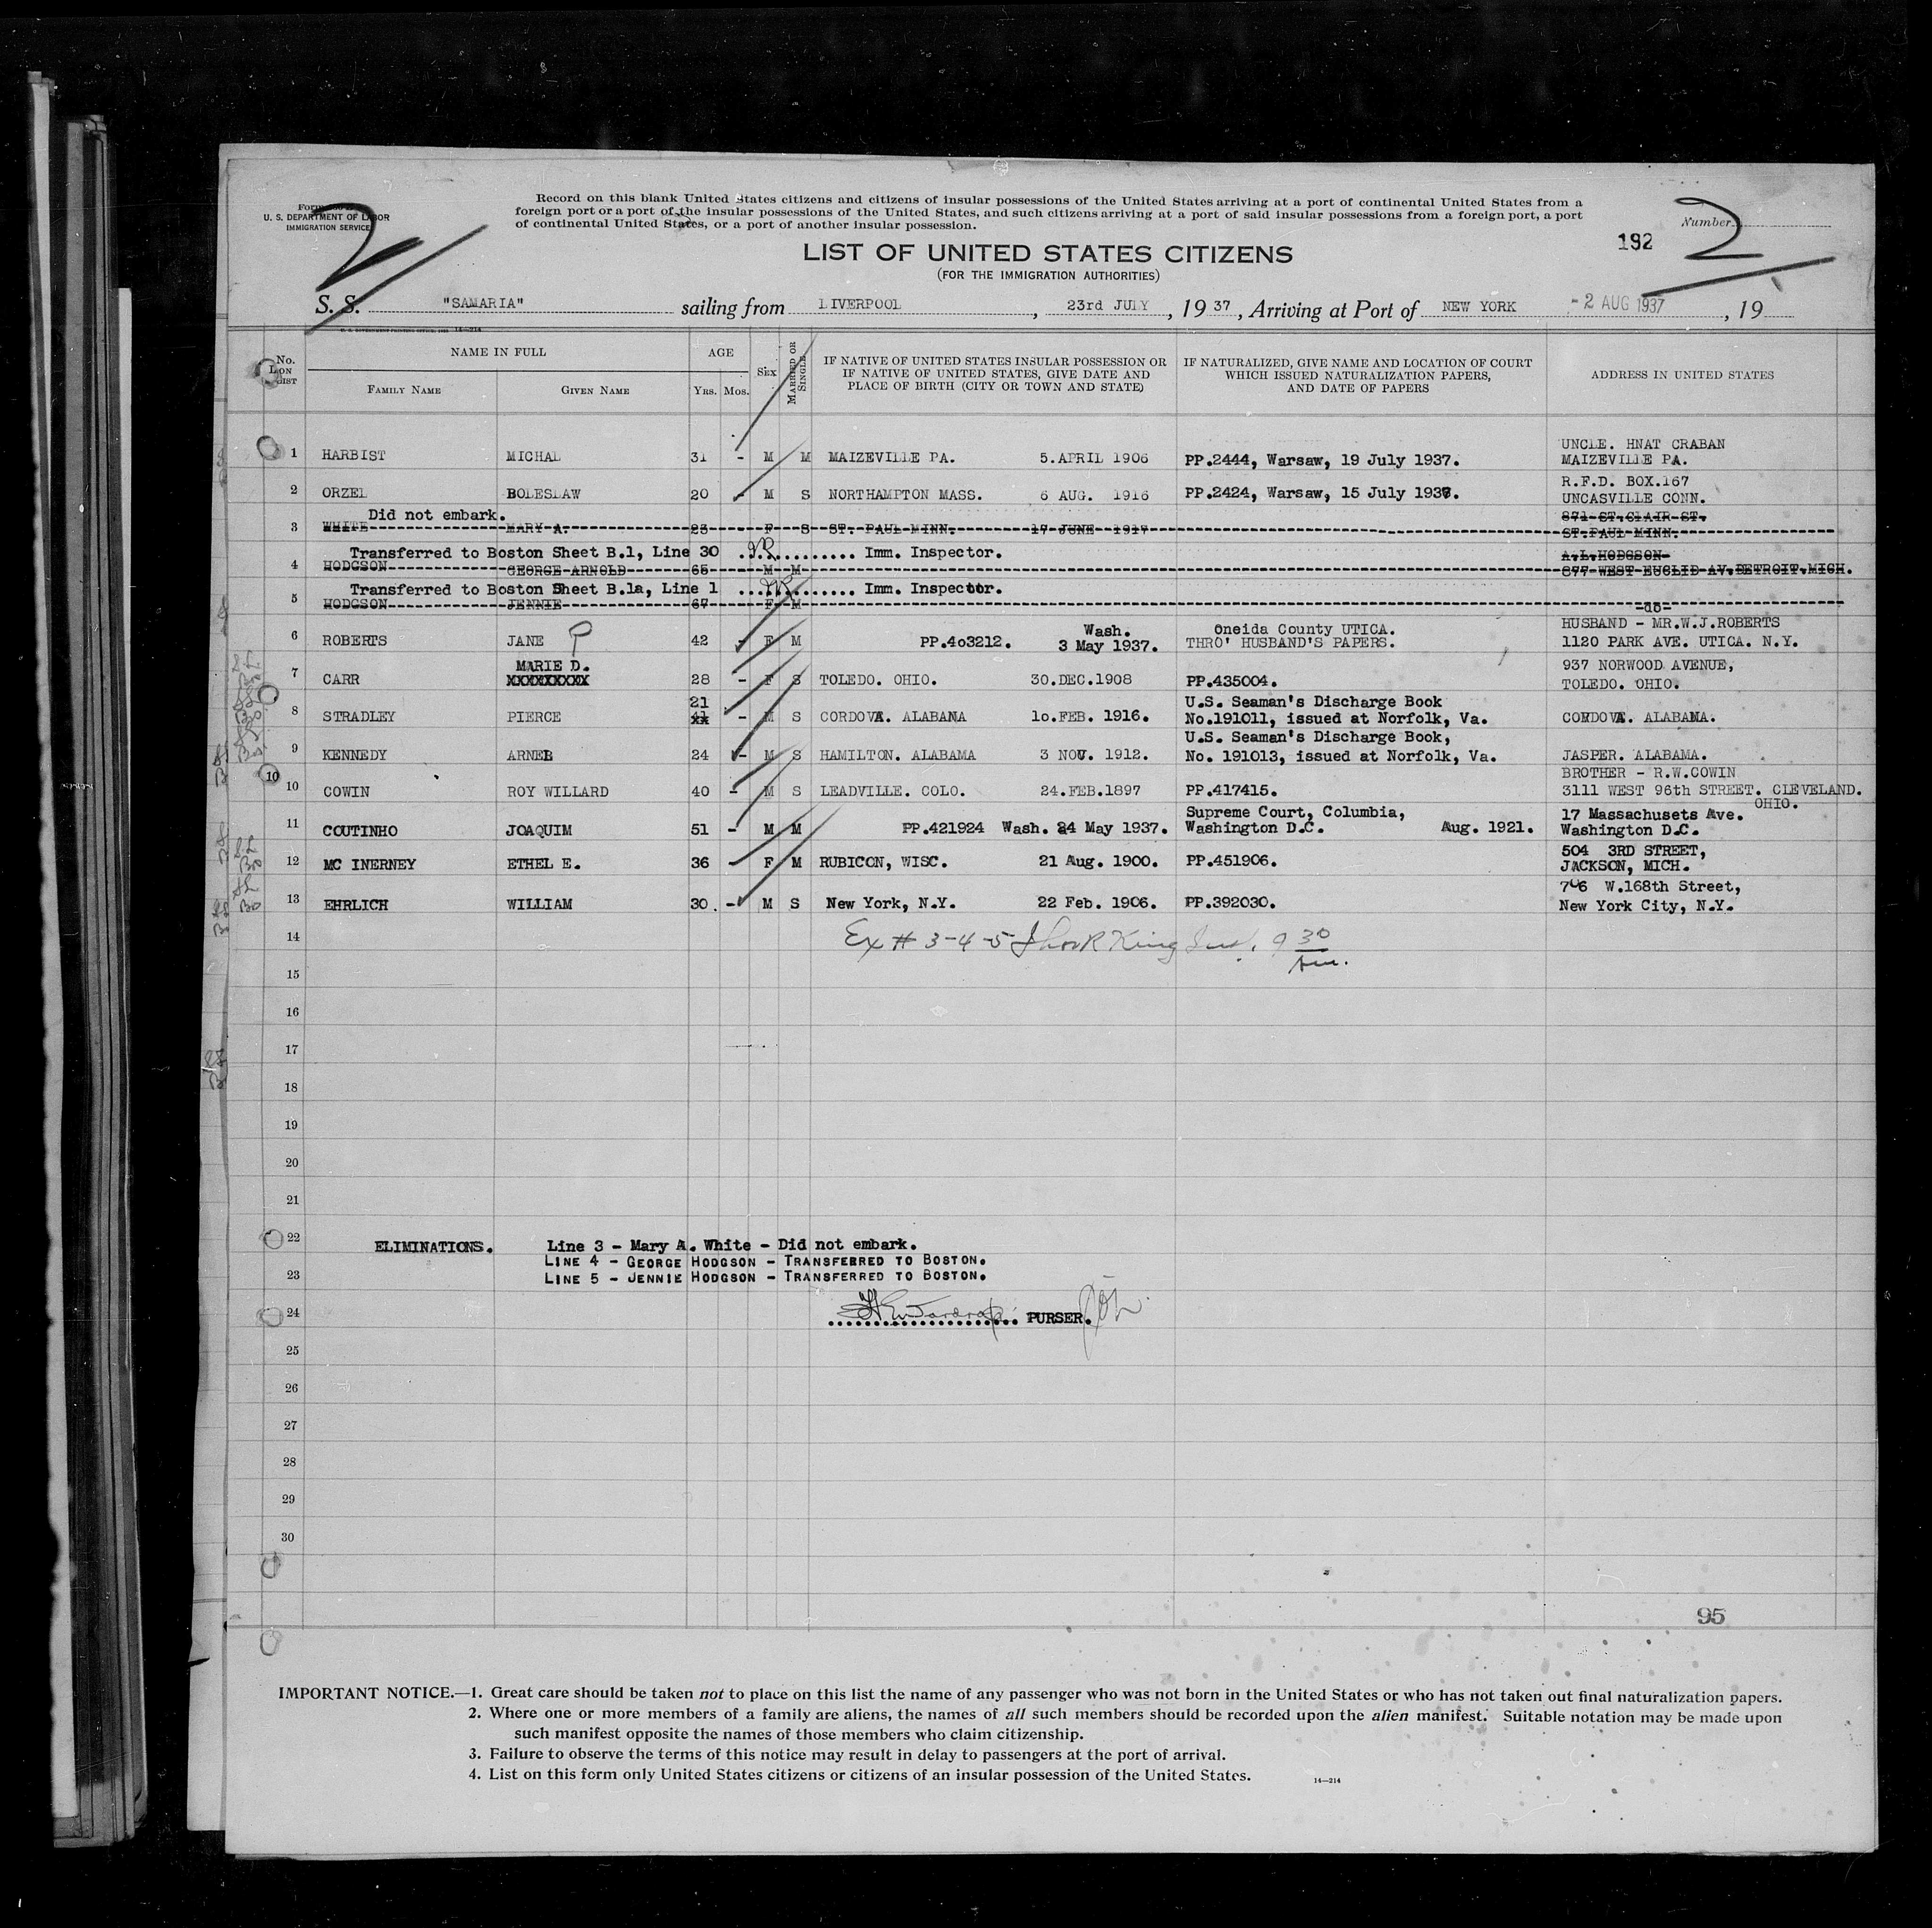 Form
U. S. DEPARTMENT OF LABOR
IMMIGRATION SERVICE
2
Record on this blank United States citizens and citizens of insular possessions of the United States arriving at a port of continental United States from a
foreign port or a port of the insular possessions of the United States, and such citizens arriving at a port of said insular possessions from a foreign port, a port
of continental United States, or a port of another insular possession.
192
Number 2
LIST OF UNITED STATES CITIZENS
(FOR THE IMMIGRATION AUTHORITIES)
S. S. "SAMARIA" sailing from LIVERPOOL, 23rd JULY, 1937, Arriving at Port of NEW YORK -2 AUG 1937, 19
14-214
No. on List
NAME IN FULL
AGE
Sex
Married or Single
IF NATIVE OF UNITED STATES INSULAR POSSESSION OR
IF NATIVE OF UNITED STATES, GIVE DATE AND
PLACE OF BIRTH (CITY OR TOWN AND STATE)
IF NATURALIZED, GIVE NAME AND LOCATION OF COURT
WHICH ISSUED NATURALIZATION PAPERS,
AND DATE OF PAPERS
ADDRESS IN UNITED STATES
Family Name Given Name Yrs. Mos.
UNCLE. HNAT CRABAN
1 HARBIST MICHAL 31 - M M MAIZEVILLE PA. 5.APRIL 1906 PP.2444, Warsaw, 19 July 1937. MAIZEVILLE PA.
R.F.D. BOX.167
2 ORZEL BOLESLAW 20 - M S NORTHAMPTON MASS. 6 AUG. 1916 PP.2424, Warsaw, 15 July 1937. UNCASVILLE CONN.
Did not embark. 871 ST.CLAIR ST.
3 WHITE MARY A. 23 F S ST. PAUL MINN. 17 JUNE 1917 ST.PAUL MINN.
Transferred to Boston Sheet B.1, Line 30 ............ Imm. Inspector. A.L.HODGSON
4 HODGSON GEORGE ARNOLD 65 M M 877 WEST EUCLID AV.DETROIT.MICH.
Transferred to Boston Sheet B.1a, Line 1 ............ Imm. Inspector.
5 HODGSON JENNIE 67 F M -do-
Wash. Oneida County UTICA. HUSBAND - MR.W.J.ROBERTS
6 ROBERTS JANE 42 - F M PP.403212. 3 May 1937. THRO' HUSBAND'S PAPERS. 1120 PARK AVE. UTICA. N.Y.
MARIE D. 937 NORWOOD AVENUE,
7 CARR XXXXXXXXX 28 - F S TOLEDO. OHIO. 30.DEC.1908 PP.435004. TOLEDO. OHIO.
21 U.S. Seaman's Discharge Book
8 STRADLEY PIERCE 41 - M S CORDOVA. ALABAMA 10.FEB. 1916. No.191011, issued at Norfolk, Va. CORDOVA. ALABAMA.
U.S. Seaman's Discharge Book,
9 KENNEDY ARNEL 24 - M S HAMILTON. ALABAMA 3 NOV. 1912. No. 191013, issued at Norfolk, Va. JASPER. ALABAMA.
10
BROTHER - R.W.COWIN
10 COWIN ROY WILLARD 40 - M S LEADVILLE. COLO. 24.FEB.1897 PP.417415. 3111 WEST 96th STREET. CLEVELAND.
OHIO.
Supreme Court, Columbia, 17 Massachusets Ave.
11 COUTINHO JOAQUIM 51 - M M PP.421924 Wash. 24 May 1937. Washington D.C. Aug. 1921. Washington D.C.
504 3RD STREET,
12 MC INERNEY ETHEL E. 36 - F M RUBICON, WISC. 21 Aug. 1900. PP.451906. JACKSON, MICH.
706 W.168th Street,
13 EHRLICH WILLIAM 30. - M S New York, N.Y. 22 Feb. 1906. PP.392030. New York City, N.Y.
14 Ex # 3-4-5 King 9 30
15
16
17
18
19
20
21
22 ELIMINATIONS. Line 3 - Mary A. White - Did not embark.
LINE 4 - GEORGE HODGSON - TRANSFERRED TO BOSTON.
23 LINE 5 - JENNIE HODGSON - TRANSFERRED TO BOSTON.
24 PURSER.
25
26
27
28
29
30
95
IMPORTANT NOTICE.—1. Great care should be taken not to place on this list the name of any passenger who was not born in the United States or who has not taken out final naturalization papers.
2. Where one or more members of a family are aliens, the names of all such members should be recorded upon the alien manifest. Suitable notation may be made upon
such manifest opposite the names of those members who claim citizenship.
3. Failure to observe the terms of this notice may result in delay to passengers at the port of arrival.
4. List on this form only United States citizens or citizens of an insular possession of the United States.
14—214